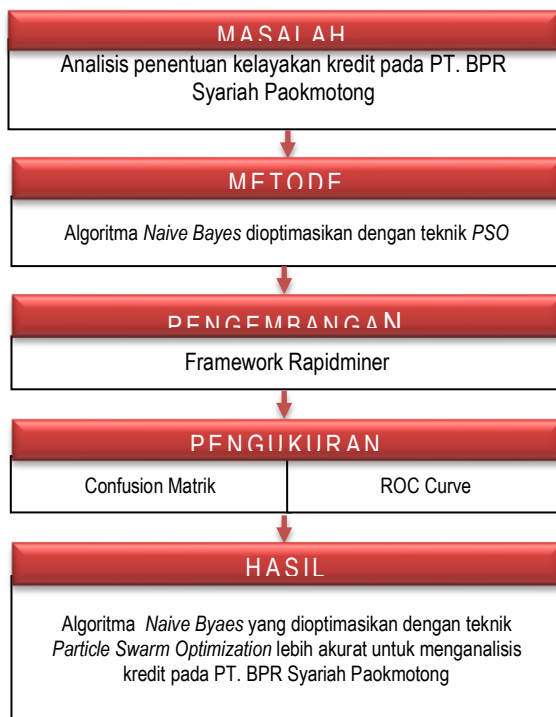 MASALAH
Analisis penentuan kelayakan kredit pada PT. BPR
Syariah Paokmotong
METODE
Algoritma Naive Bayes dioptimasikan dengan teknik PSO
PENGEMBANGAN
Framework Rapidminer
PENGUKURAN
Confusion Matrik
ROC Curve
HASIL
Algoritma Naive Byaes yang dioptimasikan dengan teknik
Particle Swarm Optimization lebih akurat untuk menganalisis
kredit pada PT. BPR Syariah Paokmotong